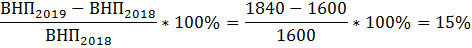 (ВНП₂₀₁₉ − ВНП₂₀₁₈) / ВНП₂₀₁₈ * 100% = (1840 − 1600) / 1600 * 100% = 15%